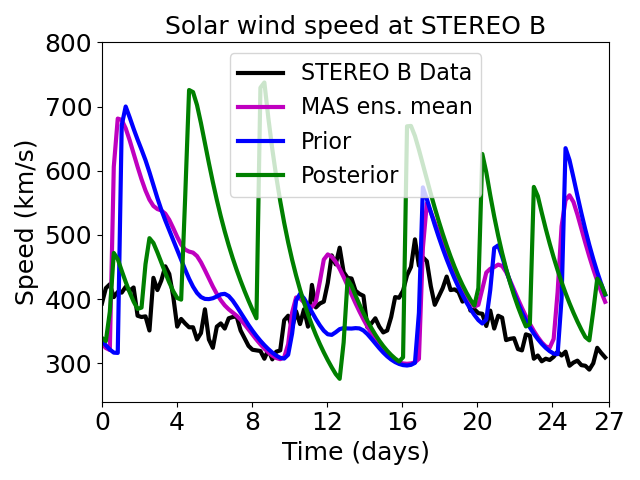 Solar wind speed at STEREO B
800
700
600
500
400
300
Speed (km/s)
STEREO B Data
MAS ens. mean
Prior
Posterior
0 4 8 12 16 20 24 27
Time (days)